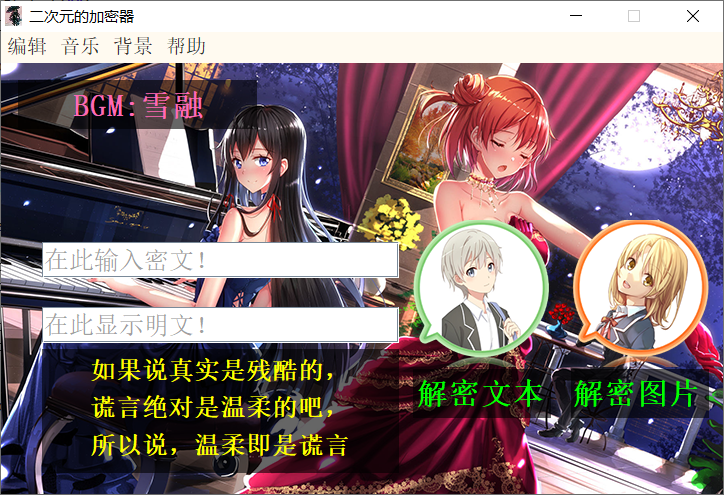 二次元的加密器
编辑 音乐 背景 帮助
BGM:雪融
在此输入密文！
在此显示明文！
如果说真实是残酷的，
谎言绝对是温柔的吧，
所以说，温柔即是谎言
解密文本 解密图片